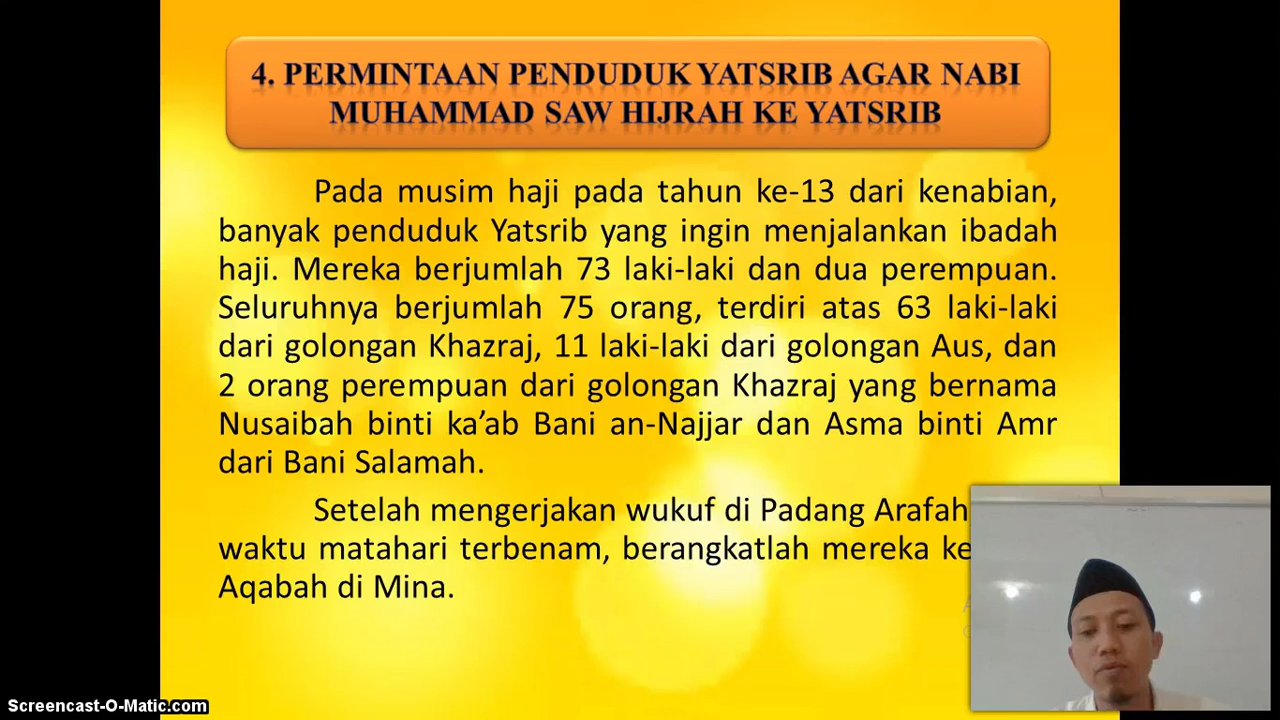 4. PERMINTAAN PENDUDUK YATSRIB AGAR NABI
MUHAMMAD SAW HIJRAH KE YATSRIB
Pada musim haji pada tahun ke-13 dari kenabian,
banyak penduduk Yatsrib yang ingin menjalankan ibadah
haji. Mereka berjumlah 73 laki-laki dan dua perempuan.
Seluruhnya berjumlah 75 orang, terdiri atas 63 laki-laki
dari golongan Khazraj, 11 laki-laki dari golongan Aus, dan
2 orang perempuan dari golongan Khazraj yang bernama
Nusaibah binti ka’ab Bani an-Najjar dan Asma binti Amr
dari Bani Salamah.
Setelah mengerjakan wukuf di Padang Arafah
waktu matahari terbenam, berangkatlah mereka ke
Aqabah di Mina.
Screencast-O-Matic.com